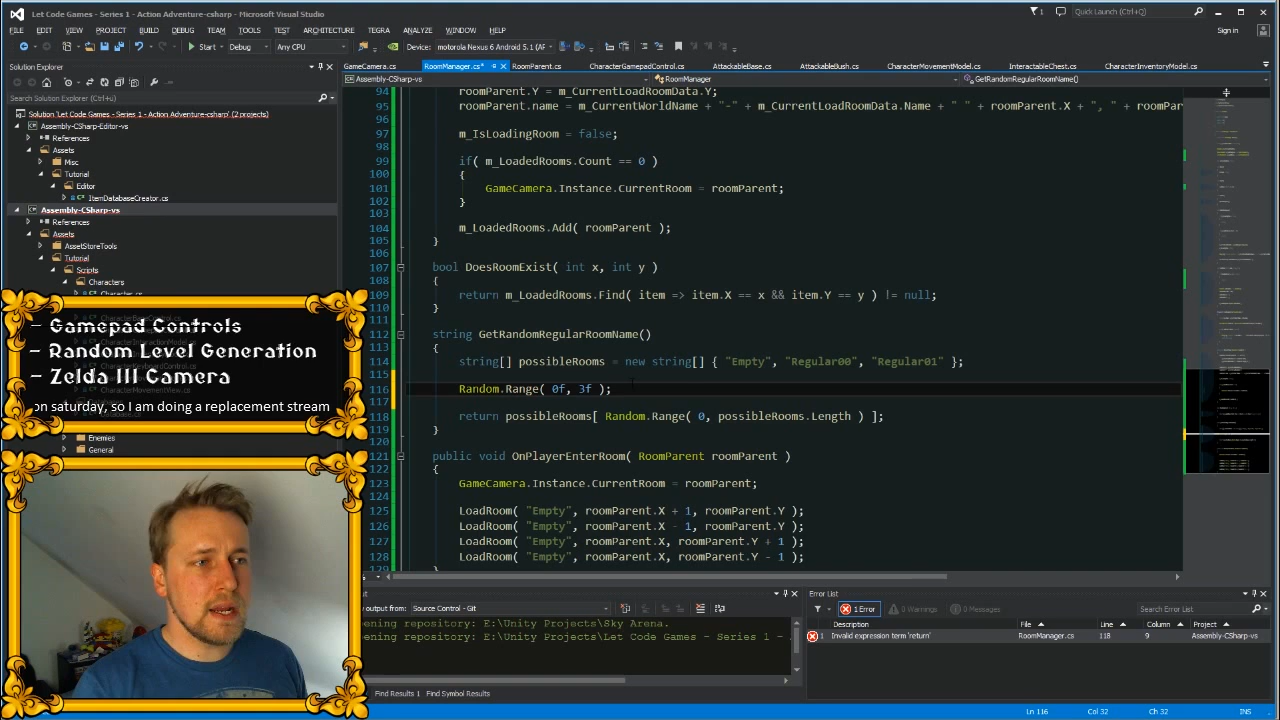 Let Code Games - Series 1 - Action Adventure-csharp - Microsoft Visual Studio
1
Quick Launch (Ctrl+Q)
FILE EDIT VIEW PROJECT BUILD DEBUG TEAM TOOLS TEST ARCHITECTURE TEGRA ANALYZE WINDOW HELP
Sign in
Start Debug Any CPU Device: motorola Nexus 6 Android 5.1 (AP
Solution Explorer
GameCamera.cs RoomManager.cs* RoomParent.cs CharacterGamepadControl.cs AttackableBase.cs AttackableBush.cs CharacterMovementModel.cs InteractableChest.cs CharacterInventoryModel.cs
Assembly-CSharp-vs RoomManager GetRandomRegularRoomName()
Search Solution Explorer (Ctrl+ü)
Solution 'Let Code Games - Series 1 - Action Adventure-csharp' (2 projects)
Assembly-CSharp-Editor-vs
References
Assets
Misc
Tutorial
Editor
ItemDatabaseCreator.cs
Assembly-CSharp-vs
References
Assets
AssetStoreTools
Tutorial
Scripts
Characters
Character.cs
Enemies
General
94 roomParent.Y = m_CurrentLoadRoomData.Y;
95 roomParent.name = m_CurrentWorldName + "-" + m_CurrentLoadRoomData.Name + " " + roomParent.X + ", " + roomPar
96
97 m_IsLoadingRoom = false;
98
99 if( m_LoadedRooms.Count == 0 )
100 {
101 GameCamera.Instance.CurrentRoom = roomParent;
102 }
103
104 m_LoadedRooms.Add( roomParent );
105 }
106
107 bool DoesRoomExist( int x, int y )
108 {
109 return m_LoadedRooms.Find( item => item.X == x && item.Y == y ) != null;
110 }
111
112 string GetRandomRegularRoomName()
113 {
114 string[] possibleRooms = new string[] { "Empty", "Regular00", "Regular01" };
115
116 Random.Range( 0f, 3f );
117
118 return possibleRooms[ Random.Range( 0, possibleRooms.Length ) ];
119 }
120
121 public void OnPlayerEnterRoom( RoomParent roomParent )
122 {
123 GameCamera.Instance.CurrentRoom = roomParent;
124
125 LoadRoom( "Empty", roomParent.X + 1, roomParent.Y );
126 LoadRoom( "Empty", roomParent.X - 1, roomParent.Y );
127 LoadRoom( "Empty", roomParent.X, roomParent.Y + 1 );
128 LoadRoom( "Empty", roomParent.X, roomParent.Y - 1 );
129 }
- Gamepad Controls
- Random Level Generation
- Zelda III Camera
on saturday, so I am doing a replacement stream
output from: Source Control - Git
pening repository: E:\Unity Projects\Sky Arena.
pening repository: E:\Unity Projects\Let Code Games - Series 1 -
Find Results 1 Find Symbol Results
Error List
1 Error 0 Warnings 0 Messages Search Error List
Description File Line Column Project
1 Invalid expression term 'return' RoomManager.cs 118 9 Assembly-CSharp-vs
Ln 116 Col 32 Ch 32 INS